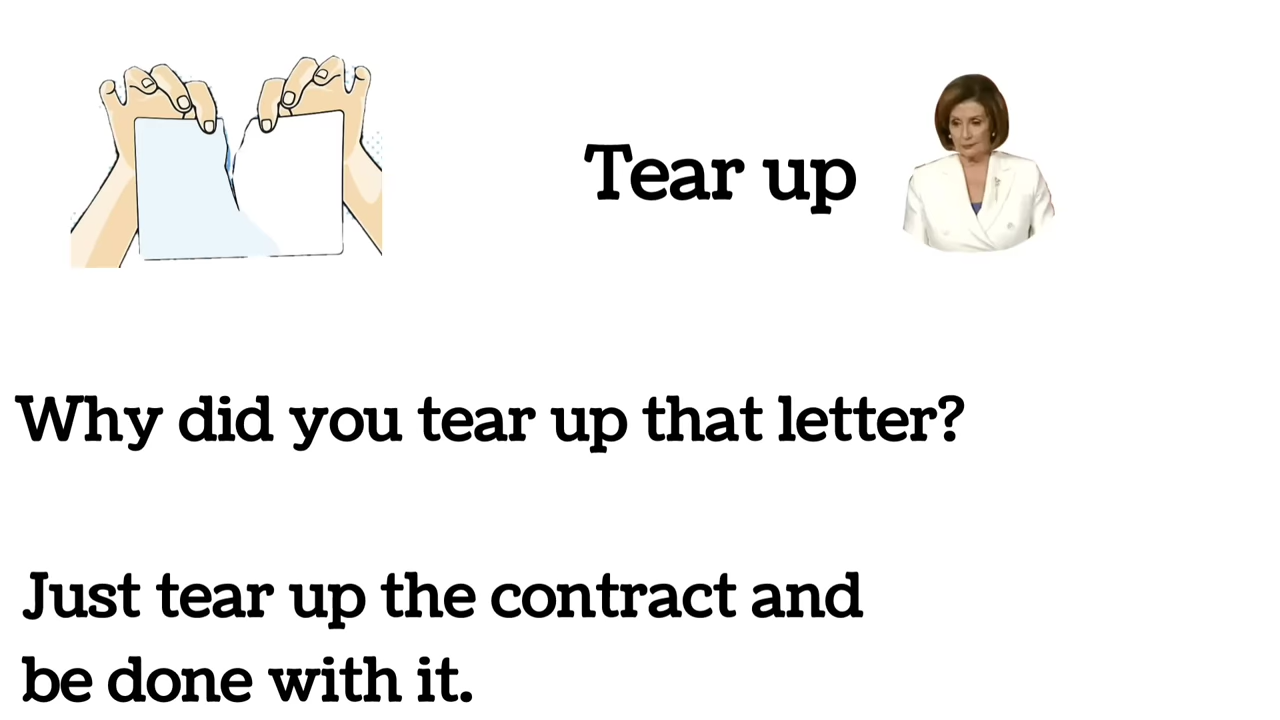 Tear up
Why did you tear up that letter?
Just tear up the contract and
be done with it.